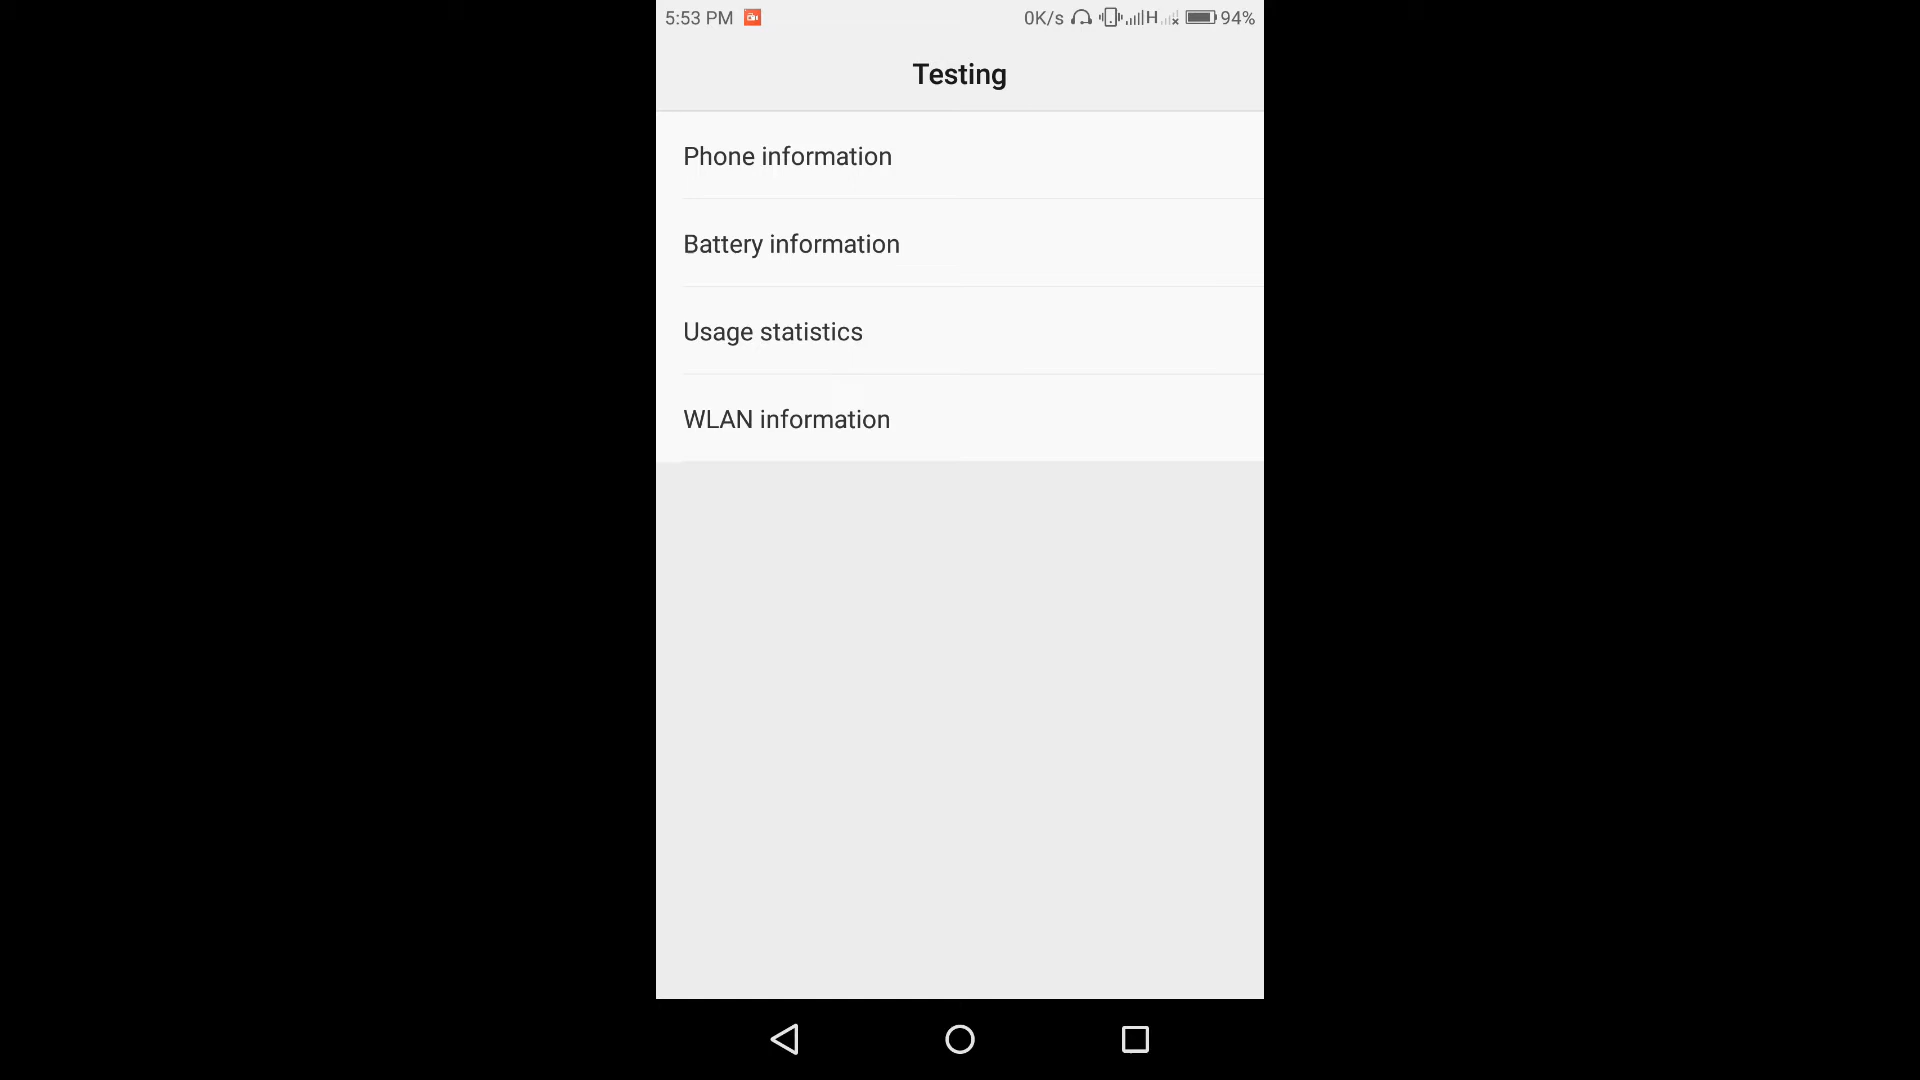 5:53 PM 0K/s H 94%
Testing
Phone information
Battery information
Usage statistics
WLAN information